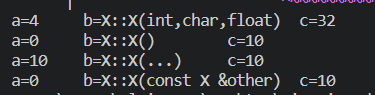 a=4 b=X::X(int,char,float) c=32
a=0 b=X::X() c=10
a=10 b=X::X(...) c=10
a=0 b=X::X(const X &other) c=10